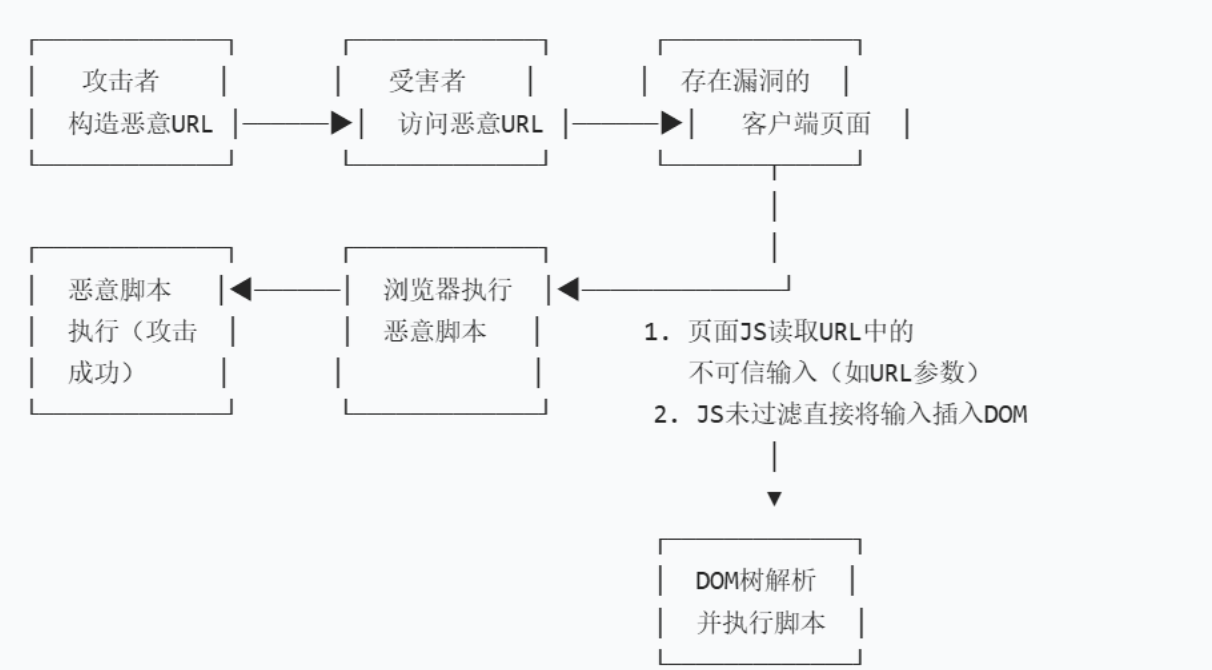 攻击者
构造恶意URL
受害者
访问恶意URL
存在漏洞的
客户端页面
恶意脚本
执行（攻击
成功）
浏览器执行
恶意脚本
1. 页面JS读取URL中的
不可信输入（如URL参数）
2. JS未过滤直接将输入插入DOM
DOM树解析
并执行脚本